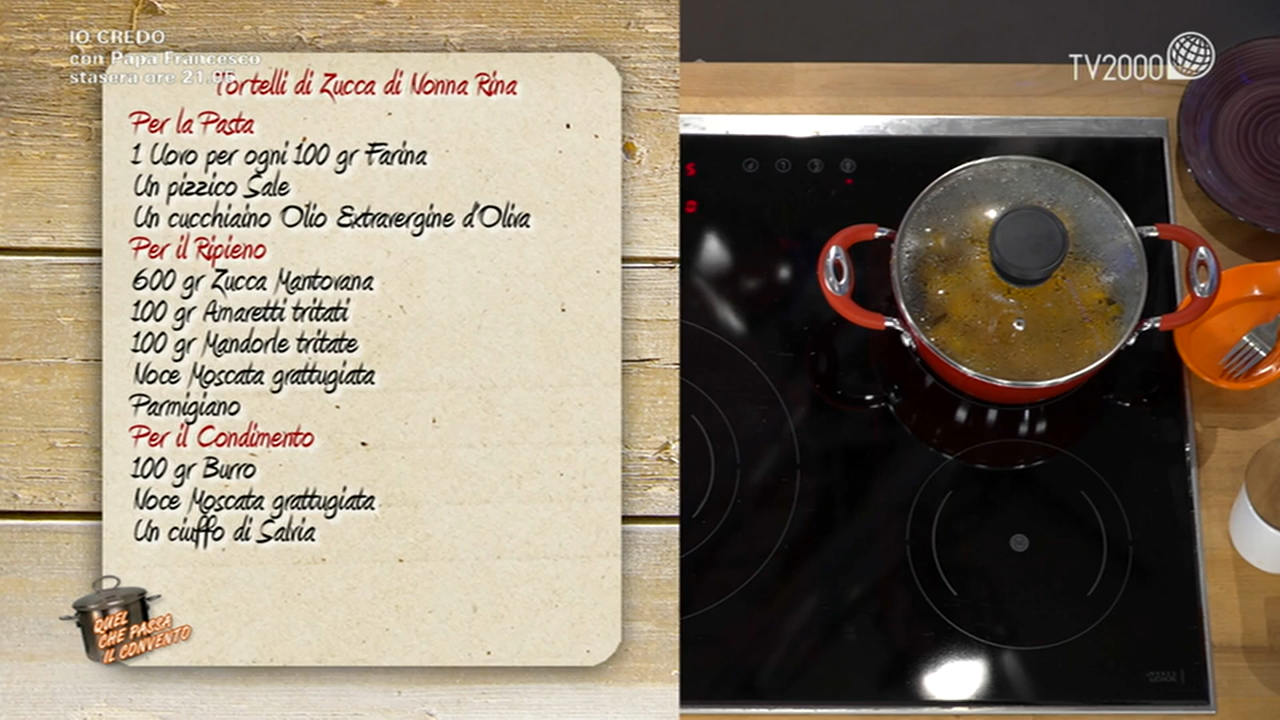 IO CREDO
con Papa Francesco
stasera ore 21.05
Tortelli di Zucca di Nonna Rina
Per la Pasta
1 Uovo per ogni 100 gr Farina
Un pizzico Sale
Un cucchiaino Olio Extravergine d'Oliva
Per il Ripieno
600 gr Zucca Mantovana
100 gr Amaretti tritati
100 gr Mandorle tritate
Noce Moscata grattugiata
Parmigiano
Per il Condimento
100 gr Burro
Noce Moscata grattugiata
Un ciuffo di Salvia
QUEL
CHE PASSA
IL CONVENTO
TV2000